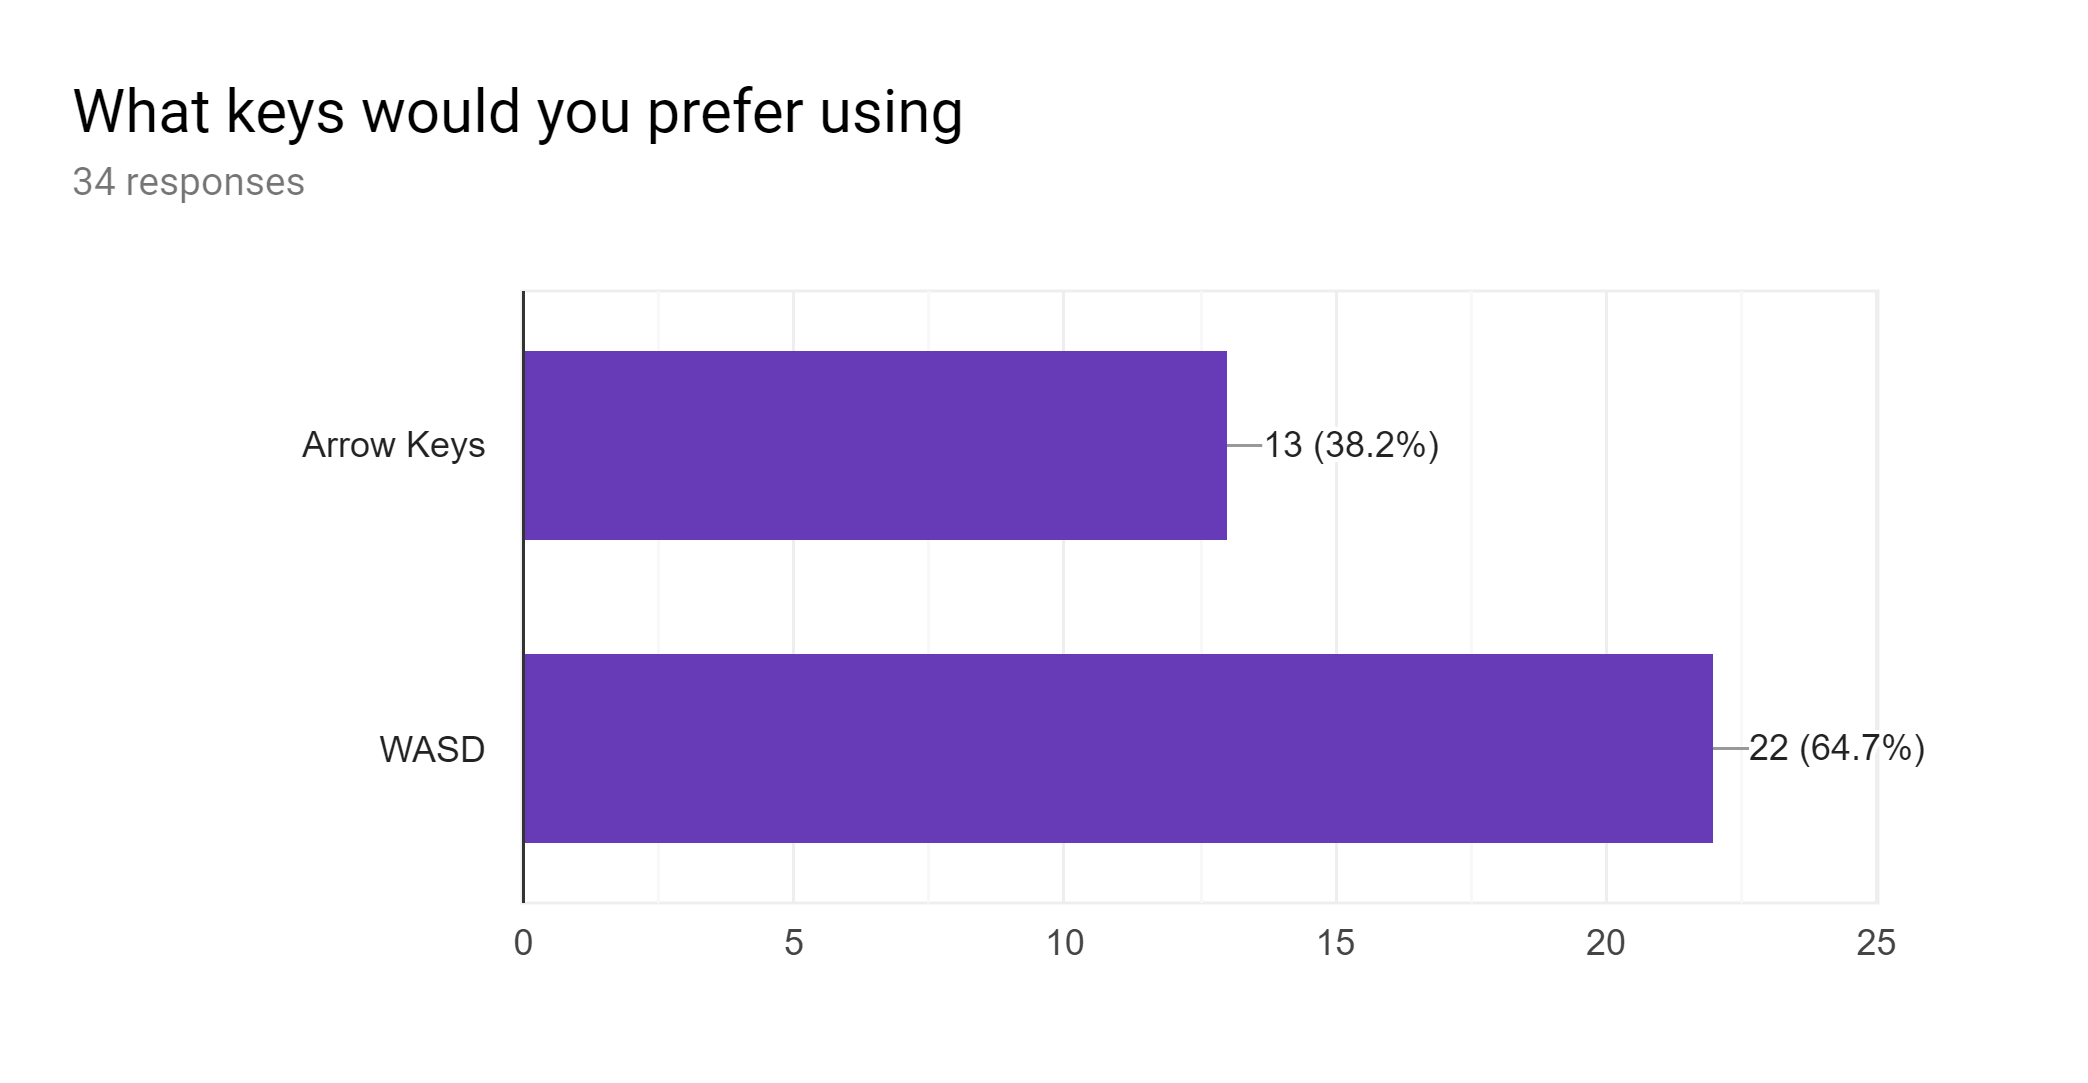 What keys would you prefer using
34 responses
Arrow Keys
13 (38.2%)
WASD
22 (64.7%)
0 5 10 15 20 25